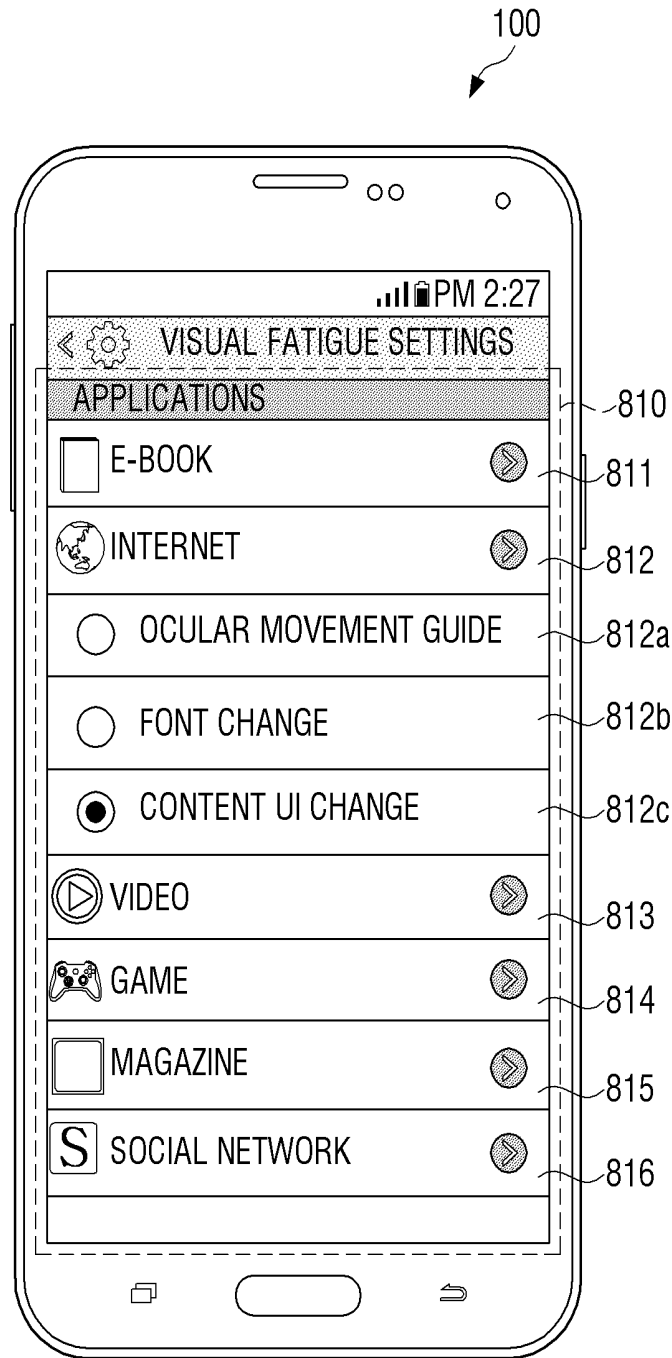 100
PM 2:27
VISUAL FATIGUE SETTINGS
APPLICATIONS
810
E-BOOK
811
INTERNET
812
OCULAR MOVEMENT GUIDE
812a
FONT CHANGE
812b
CONTENT UI CHANGE
812c
VIDEO
813
GAME
814
MAGAZINE
815
S SOCIAL NETWORK
816